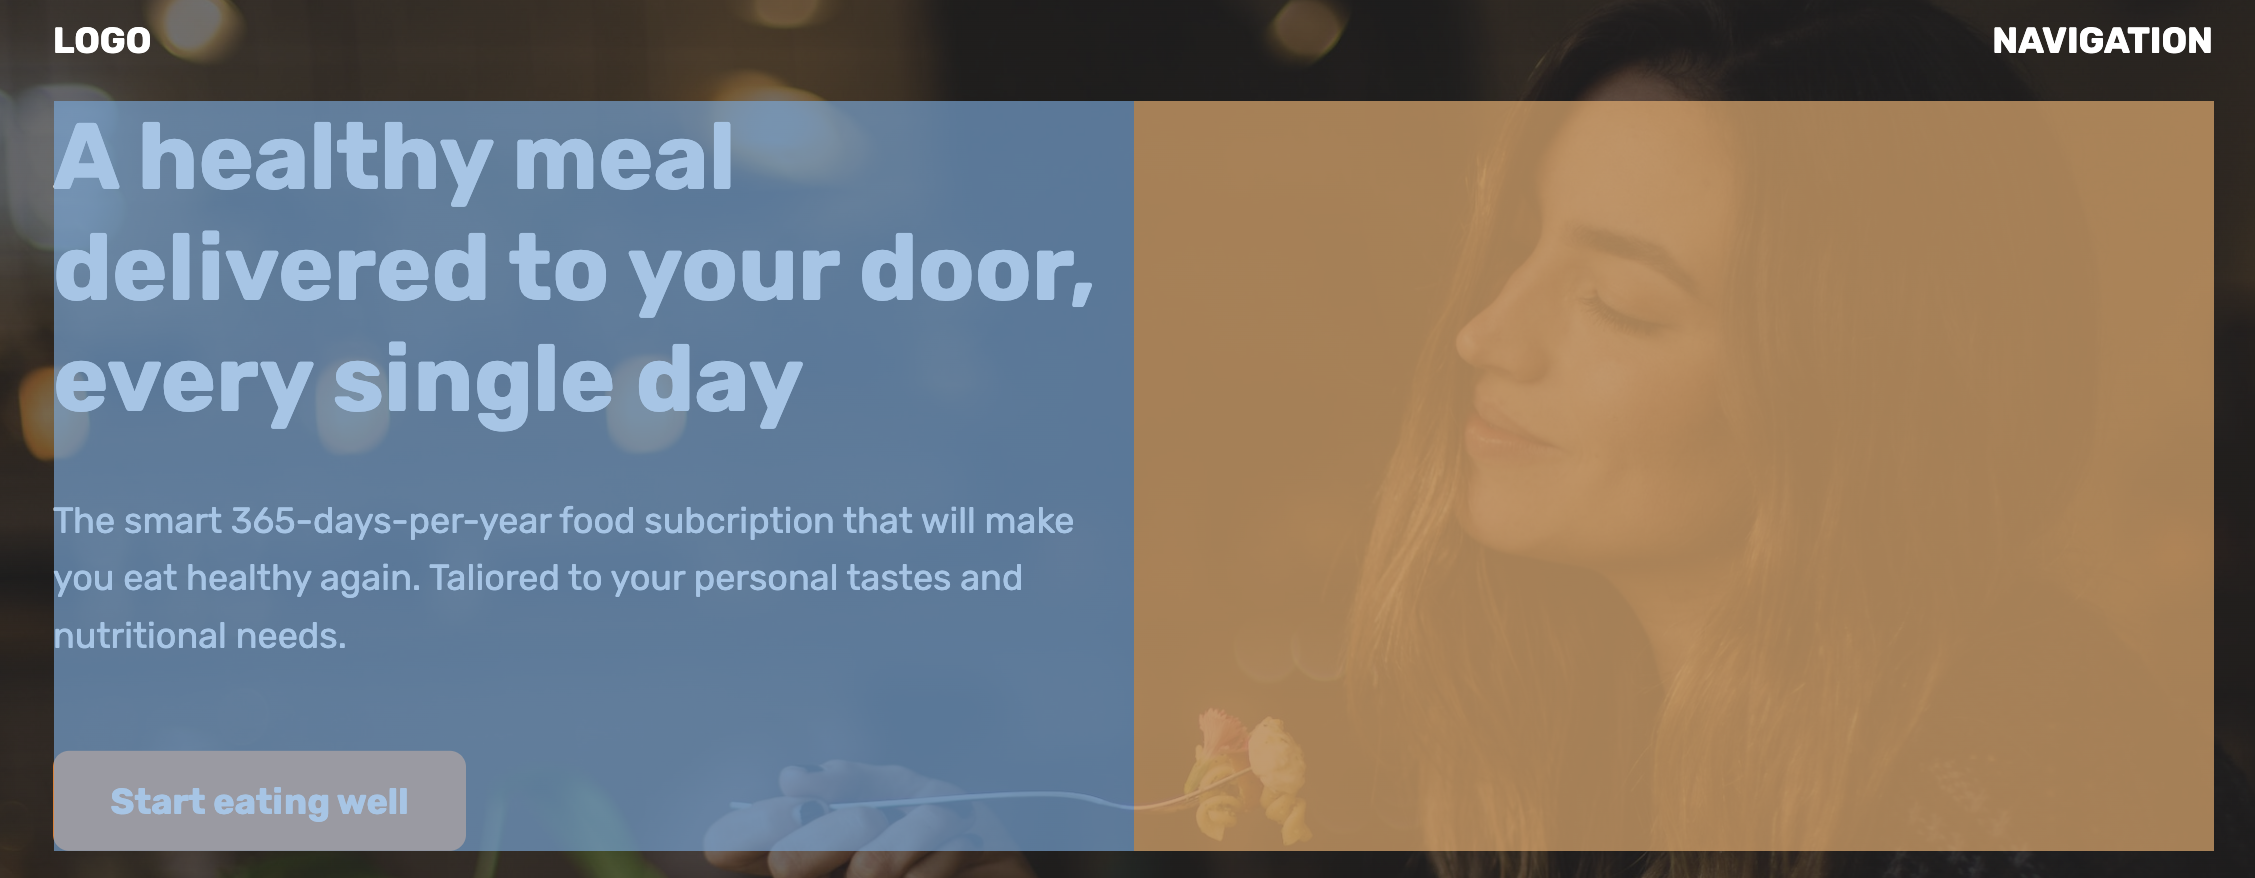 LOGO
NAVIGATION
A healthy meal
delivered to your door,
every single day
The smart 365-days-per-year food subcription that will make
you eat healthy again. Taliored to your personal tastes and
nutritional needs.
Start eating well